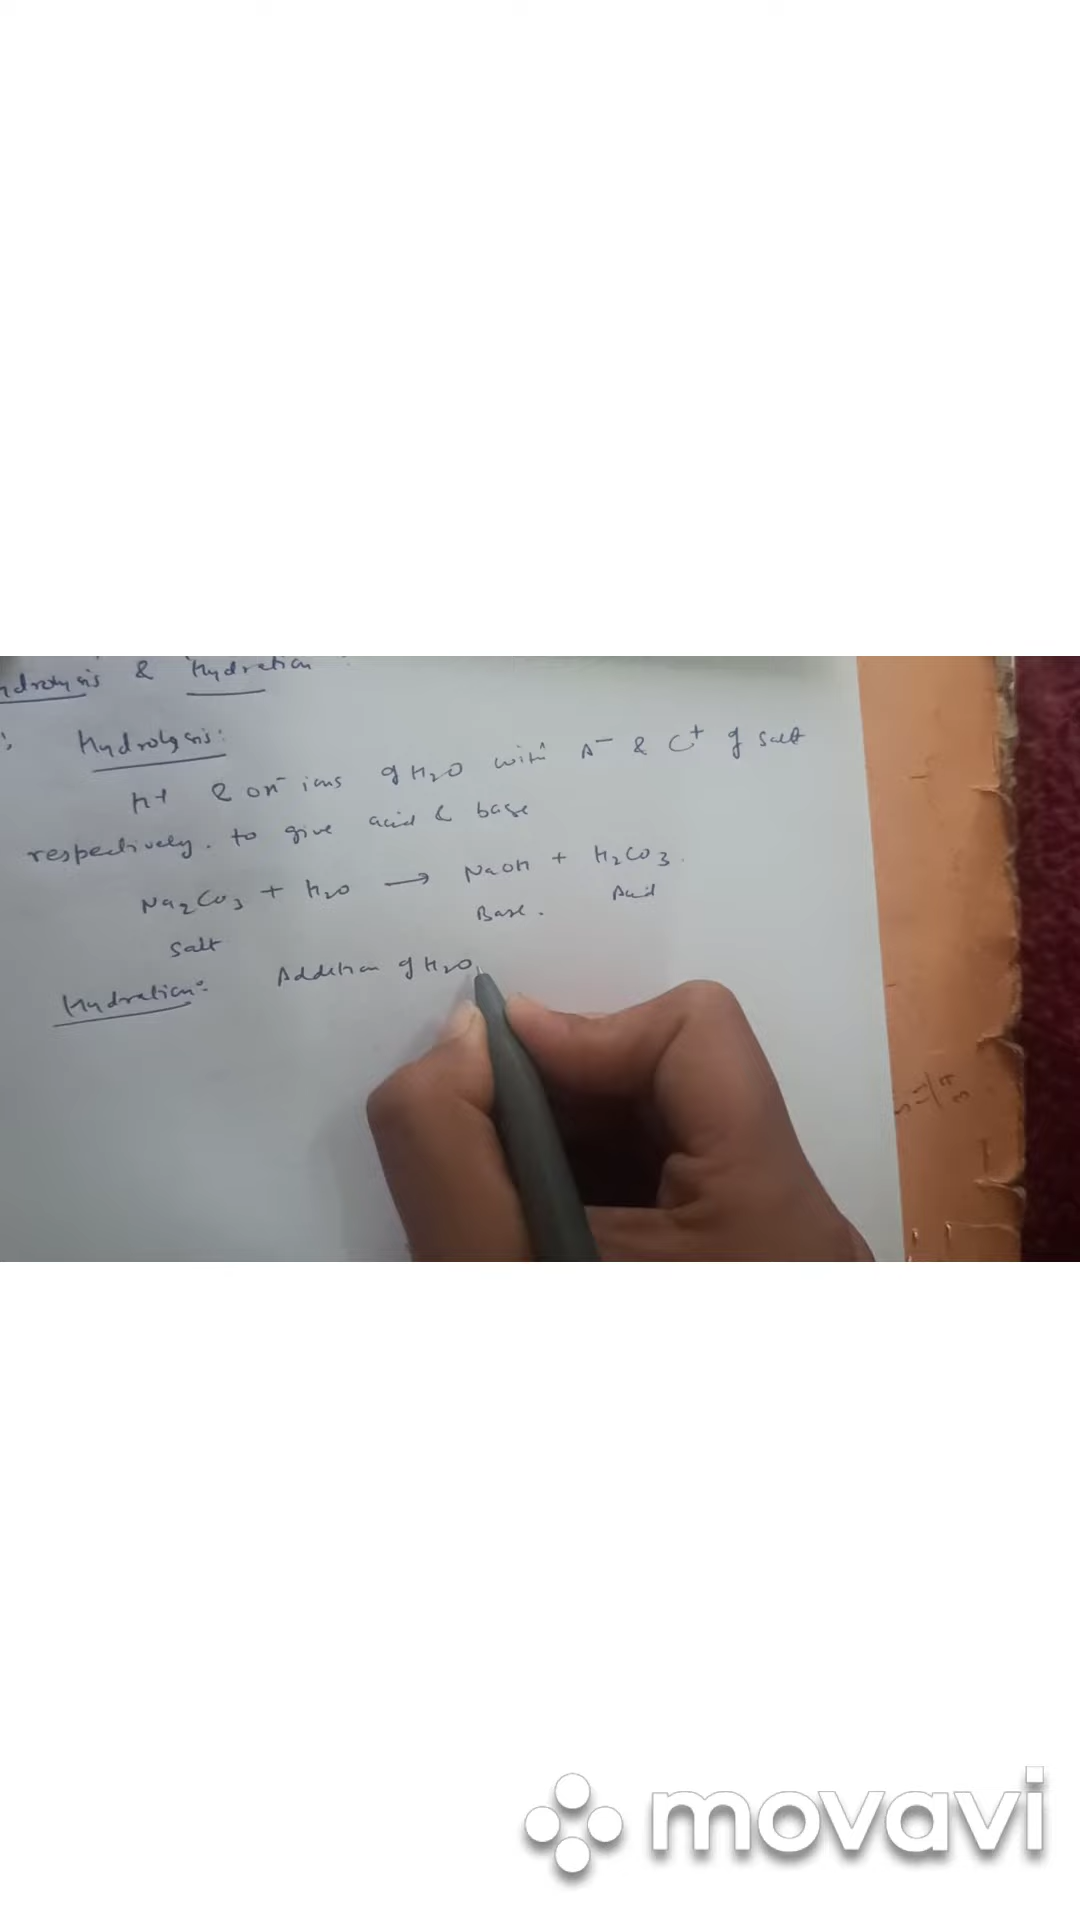 Hydrolysis & Hydration
Hydrolysis:
H+ & OH- ions of H2O with A- & C+ of salt
respectively. to give acid & base
Na2CO3 + H2O → NaOH + H2CO3.
Salt Base. Acid
Hydration: Addition of H2O
movavi